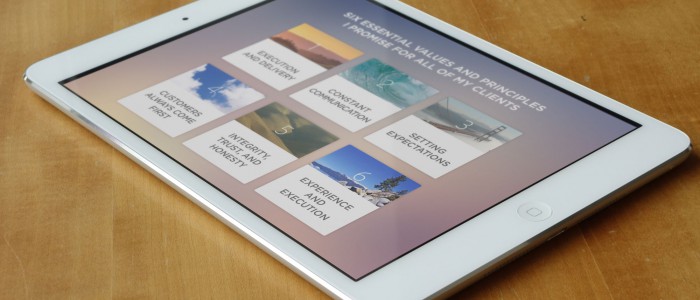 SIX ESSENTIAL VALUES AND PRINCIPLES
I PROMISE FOR ALL OF MY CLIENTS
1
EXECUTION
AND DELIVERY
2
CONSTANT
COMMUNICATION
3
SETTING
EXPECTATIONS
4
CUSTOMERS
ALWAYS COME
FIRST
5
INTEGRITY,
TRUST, AND
HONESTY
6
EXPERIENCE
AND
EXECUTION